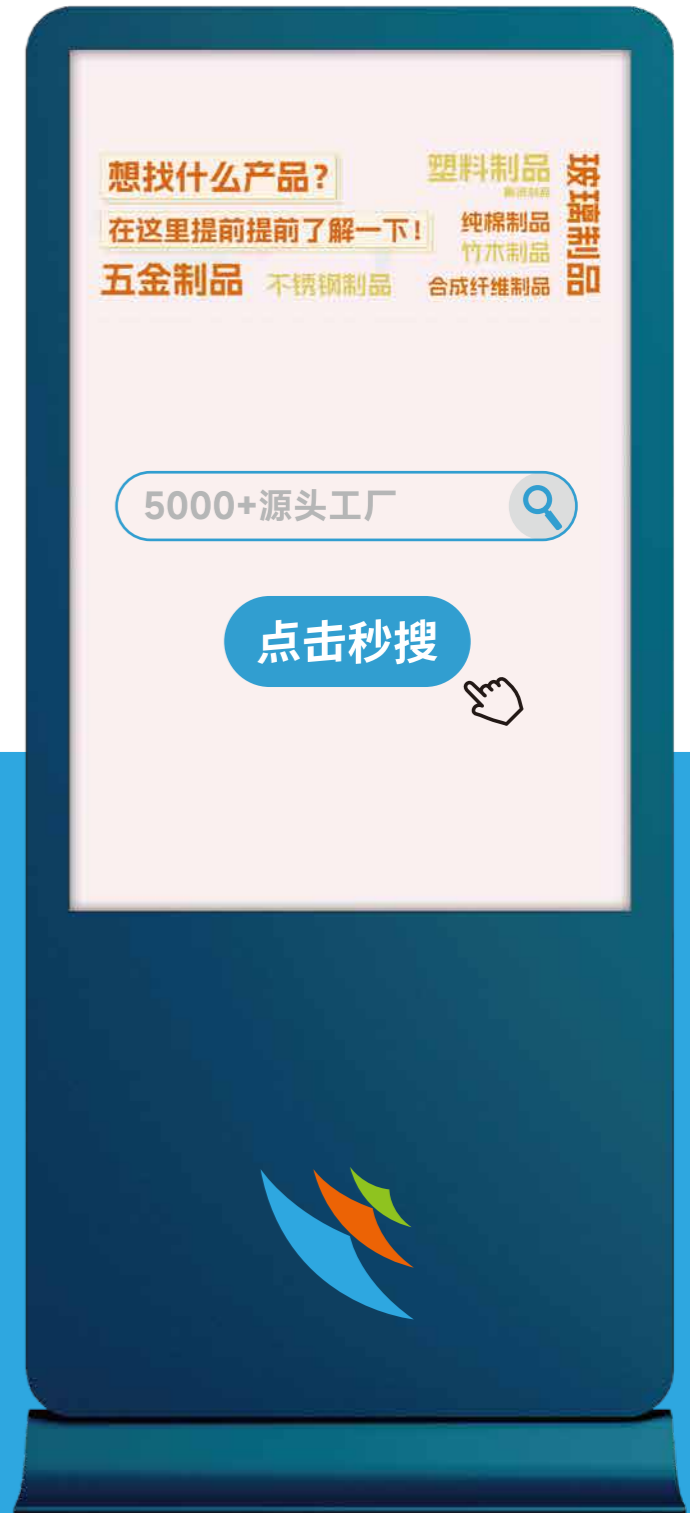 想找什么产品?
在这里提前提前了解一下!
五金制品
不锈钢制品
塑料制品
纯棉制品
竹木制品
合成纤维制品
玻璃制品
5000+源头工厂
点击秒搜